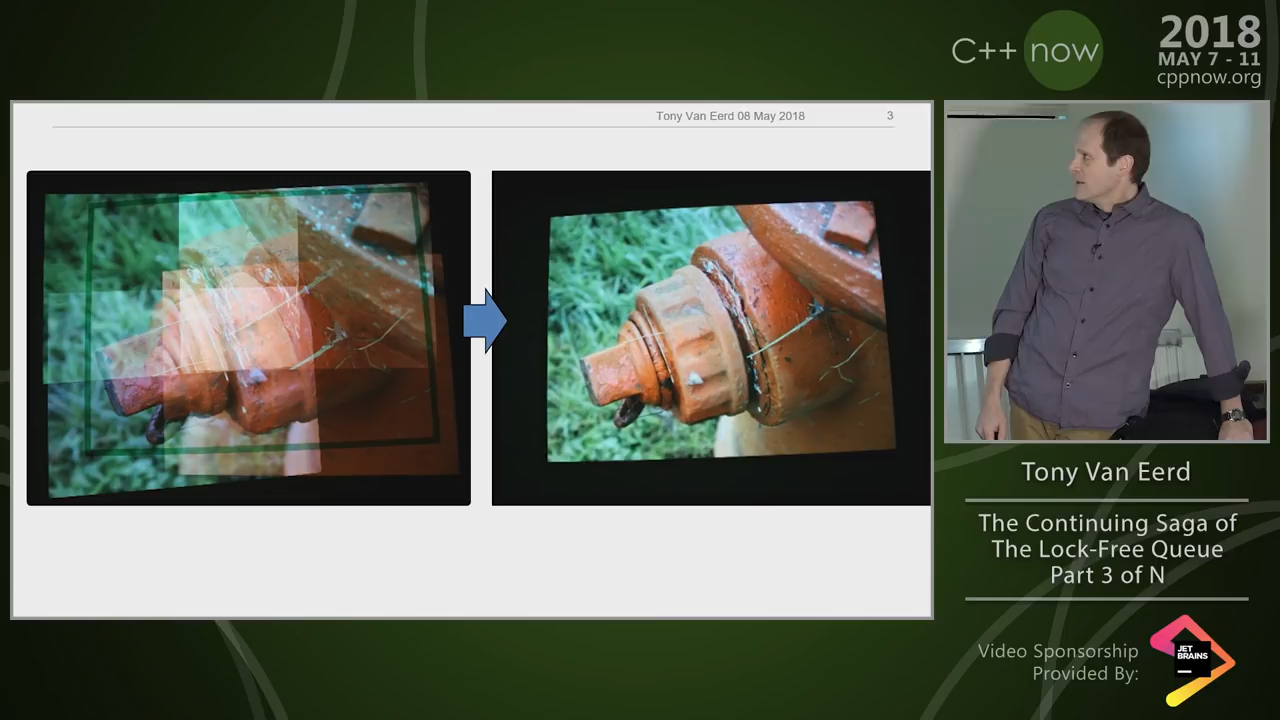 C++ now
2018
MAY 7 - 11
cppnow.org
Tony Van Eerd 08 May 2018
3
Tony Van Eerd
The Continuing Saga of
The Lock-Free Queue
Part 3 of N
Video Sponsorship
Provided By:
JET
BRAINS